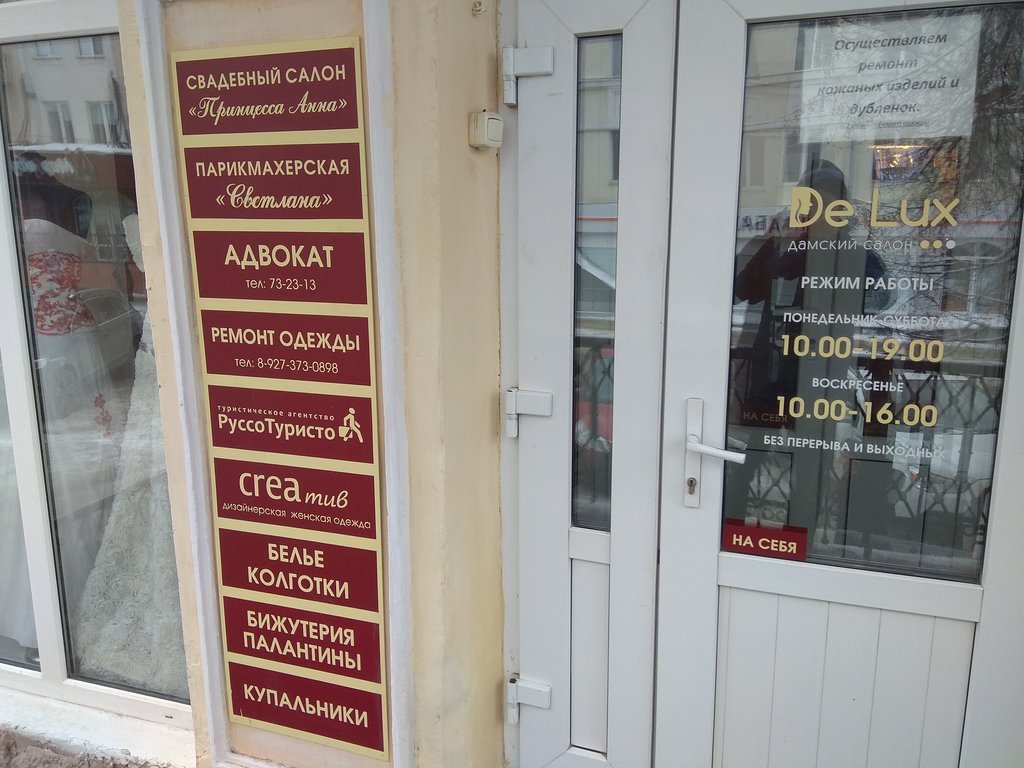 СВАДЕБНЫЙ САЛОН
«Принцесса Анна»
ПАРИКМАХЕРСКАЯ
«Светлана»
АДВОКАТ
тел: 73-23-13
РЕМОНТ ОДЕЖДЫ
тел: 8-927-373-0898
туристическое агентство
РуссоТуристо
creaтив
дизайнерская женская одежда
БЕЛЬЕ
КОЛГОТКИ
БИЖУТЕРИЯ
ПАЛАНТИНЫ
КУПАЛЬНИКИ
Осуществляем
ремонт
кожаных изделий и
дубленок.
De Lux
дамский салон
РЕЖИМ РАБОТЫ
ПОНЕДЕЛЬНИК-СУББОТА
10.00-19.00
ВОСКРЕСЕНЬЕ
10.00-16.00
БЕЗ ПЕРЕРЫВА И ВЫХОДНЫХ
НА СЕБЯ